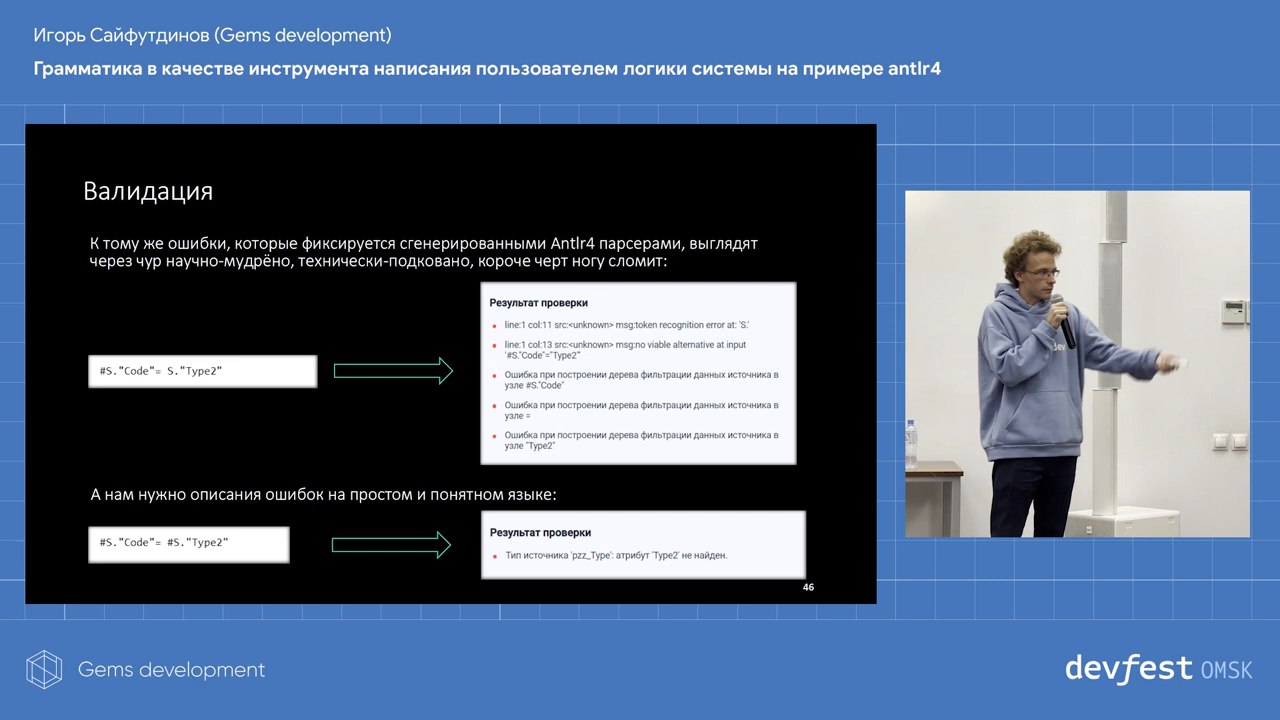 Игорь Сайфутдинов (Gems development)
Грамматика в качестве инструмента написания пользователем логики системы на примере antlr4
Валидация
К тому же ошибки, которые фиксируется сгенерированными Antlr4 парсерами, выглядят
через чур научно-мудрёно, технически-подковано, короче черт ногу сломит:
#S."Code"= S."Type2"
Результат проверки
line:1 col:11 src:<unknown> msg:token recognition error at: 'S.'
line:1 col:13 src:<unknown> msg:no viable alternative at input
'#S."Code"="Type2"'
Ошибка при построении дерева фильтрации данных источника в
узле #S."Code"
Ошибка при построении дерева фильтрации данных источника в
узле =
Ошибка при построении дерева фильтрации данных источника в
узле "Type2"
А нам нужно описания ошибок на простом и понятном языке:
#S."Code"= #S."Type2"
Результат проверки
Тип источника 'pzz_Type': атрибут 'Type2' не найден.
46
dev
Gems development
devfest OMSK